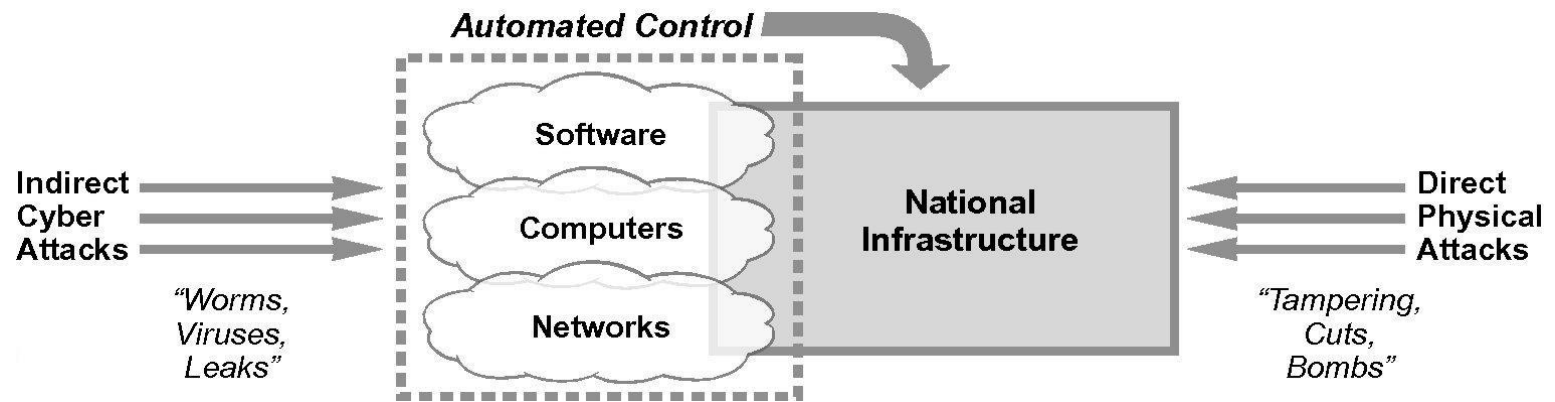 Automated Control
Software
Computers
Networks
National
Infrastructure
Indirect
Cyber
Attacks
“Worms,
Viruses,
Leaks”
Direct
Physical
Attacks
“Tampering,
Cuts,
Bombs”